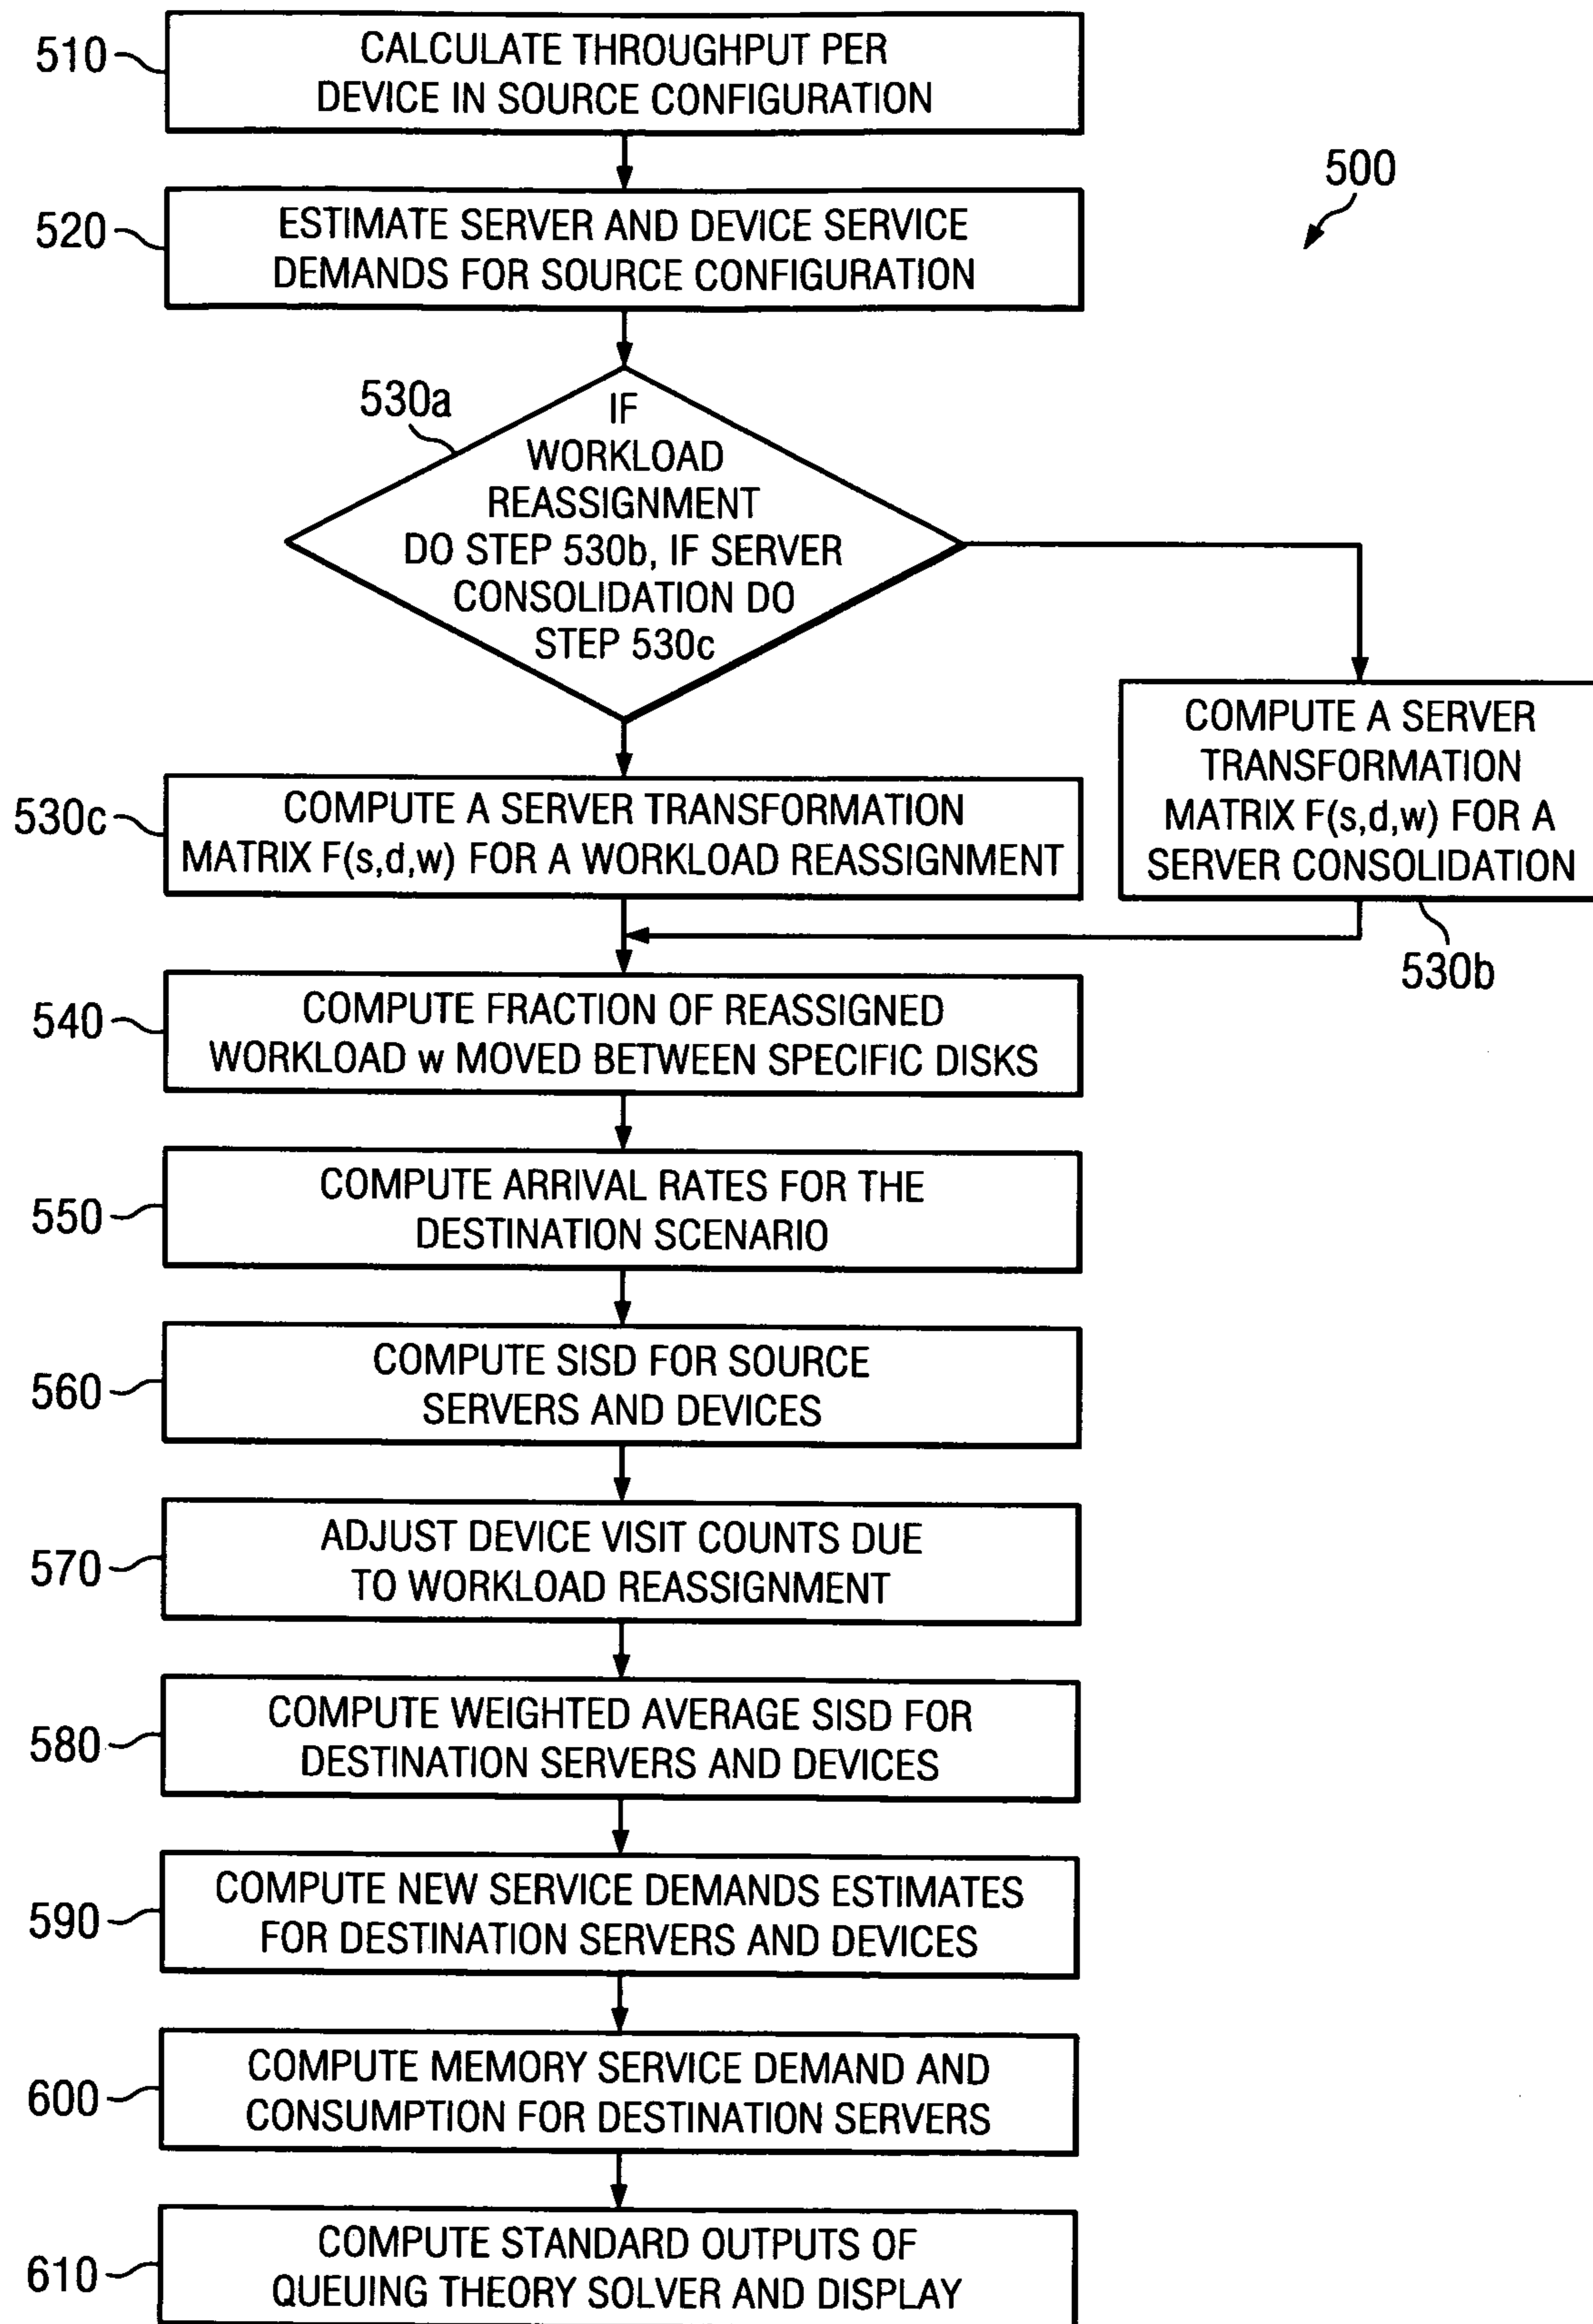 510
CALCULATE THROUGHPUT PER
DEVICE IN SOURCE CONFIGURATION
500
520
ESTIMATE SERVER AND DEVICE SERVICE
DEMANDS FOR SOURCE CONFIGURATION
530a
IF
WORKLOAD
REASSIGNMENT
DO STEP 530b, IF SERVER
CONSOLIDATION DO
STEP 530c
COMPUTE A SERVER
TRANSFORMATION
MATRIX F(s,d,w) FOR A
SERVER CONSOLIDATION
530b
530c
COMPUTE A SERVER TRANSFORMATION
MATRIX F(s,d,w) FOR A WORKLOAD REASSIGNMENT
540
COMPUTE FRACTION OF REASSIGNED
WORKLOAD w MOVED BETWEEN SPECIFIC DISKS
550
COMPUTE ARRIVAL RATES FOR THE
DESTINATION SCENARIO
560
COMPUTE SISD FOR SOURCE
SERVERS AND DEVICES
570
ADJUST DEVICE VISIT COUNTS DUE
TO WORKLOAD REASSIGNMENT
580
COMPUTE WEIGHTED AVERAGE SISD FOR
DESTINATION SERVERS AND DEVICES
590
COMPUTE NEW SERVICE DEMANDS ESTIMATES
FOR DESTINATION SERVERS AND DEVICES
600
COMPUTE MEMORY SERVICE DEMAND AND
CONSUMPTION FOR DESTINATION SERVERS
610
COMPUTE STANDARD OUTPUTS OF
QUEUING THEORY SOLVER AND DISPLAY